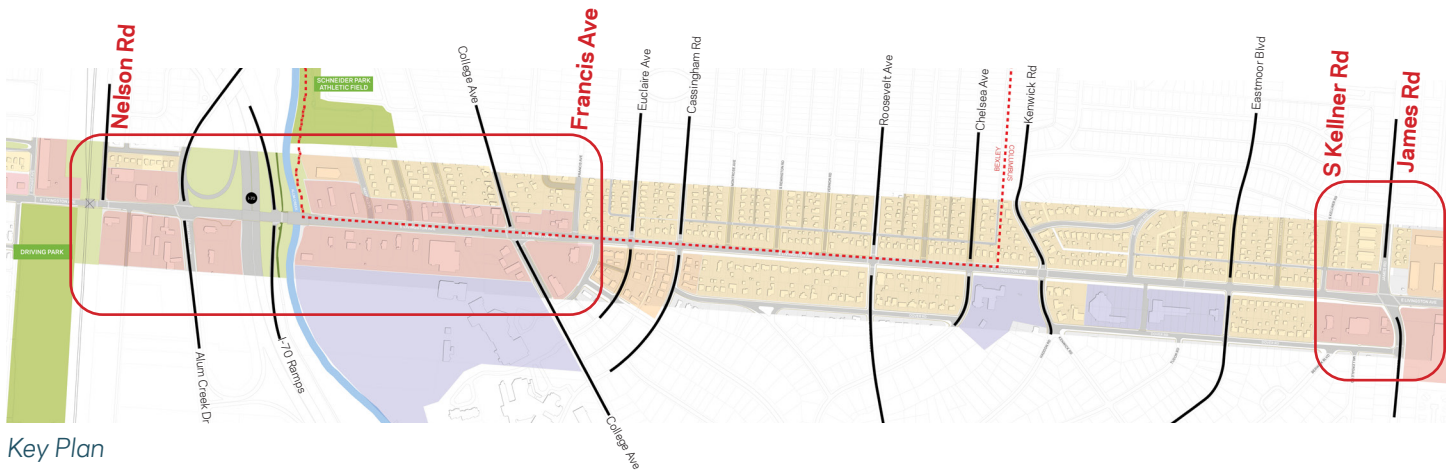 Nelson Rd
Francis Ave
S Kellner Rd
James Rd
College Ave
Euclaire Ave
Cassingham Rd
Roosevelt Ave
Chelsea Ave
Kenwick Rd
Eastmoor Blvd
SCHNEIDER PARK
ATHLETIC FIELD
BEXLEY
COLUMBUS
I-70
DRIVING PARK
Alum Creek Dr
I-70 Ramps
College Ave
Key Plan